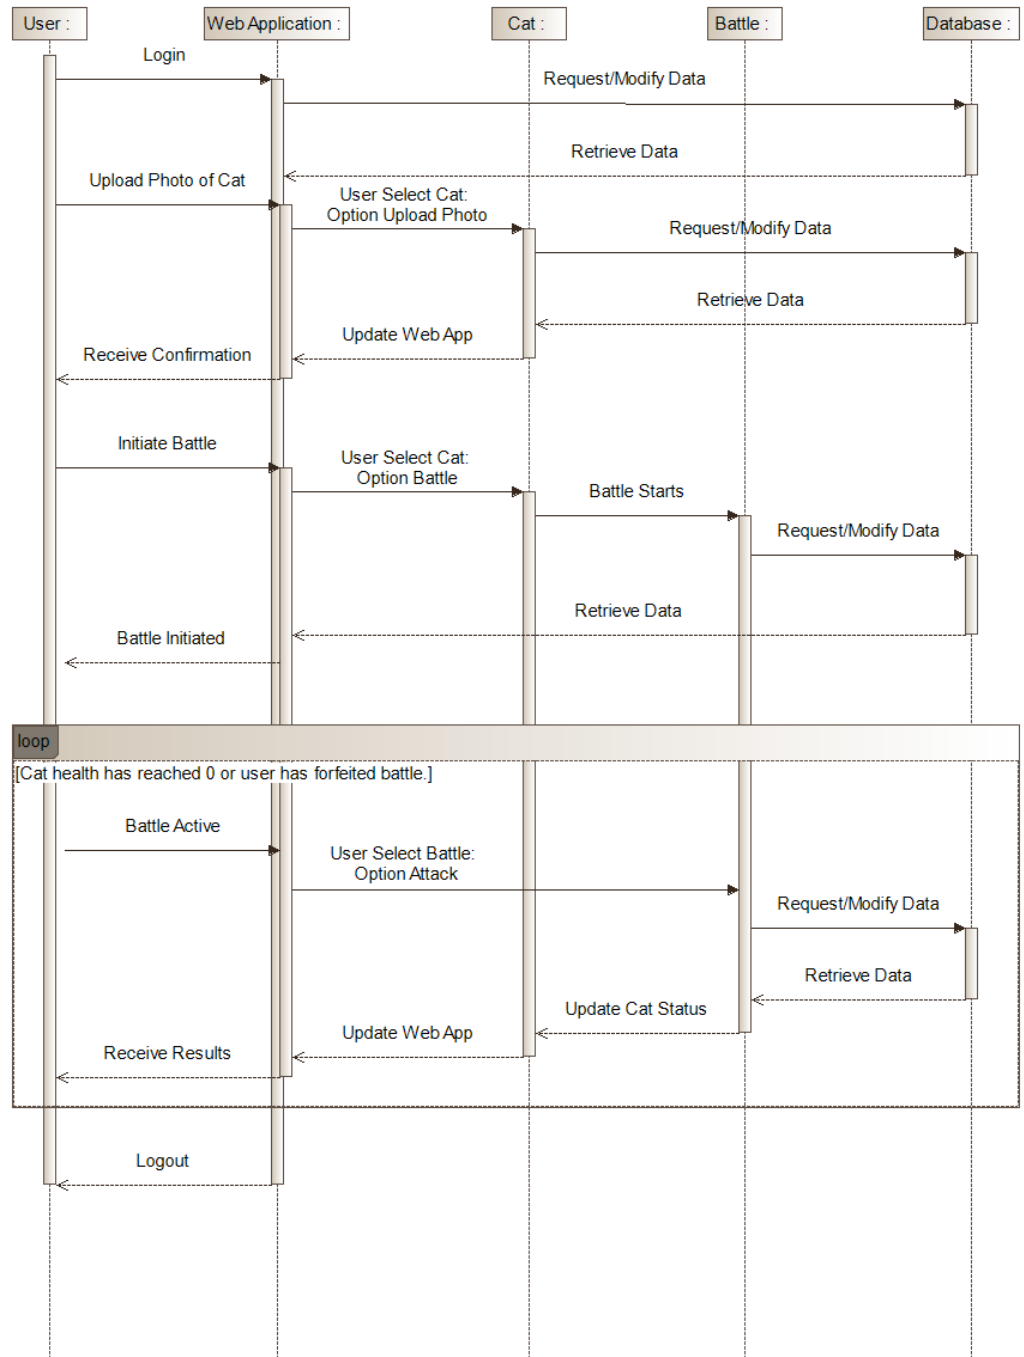 User :
Web Application :
Cat :
Battle :
Database :
Login
Request/Modify Data
Retrieve Data
Upload Photo of Cat
User Select Cat:
Option Upload Photo
Request/Modify Data
Retrieve Data
Update Web App
Receive Confirmation
Initiate Battle
User Select Cat:
Option Battle
Battle Starts
Request/Modify Data
Retrieve Data
Battle Initiated
loop
[Cat health has reached 0 or user has forfeited battle.]
Battle Active
User Select Battle:
Option Attack
Request/Modify Data
Retrieve Data
Update Cat Status
Update Web App
Receive Results
Logout